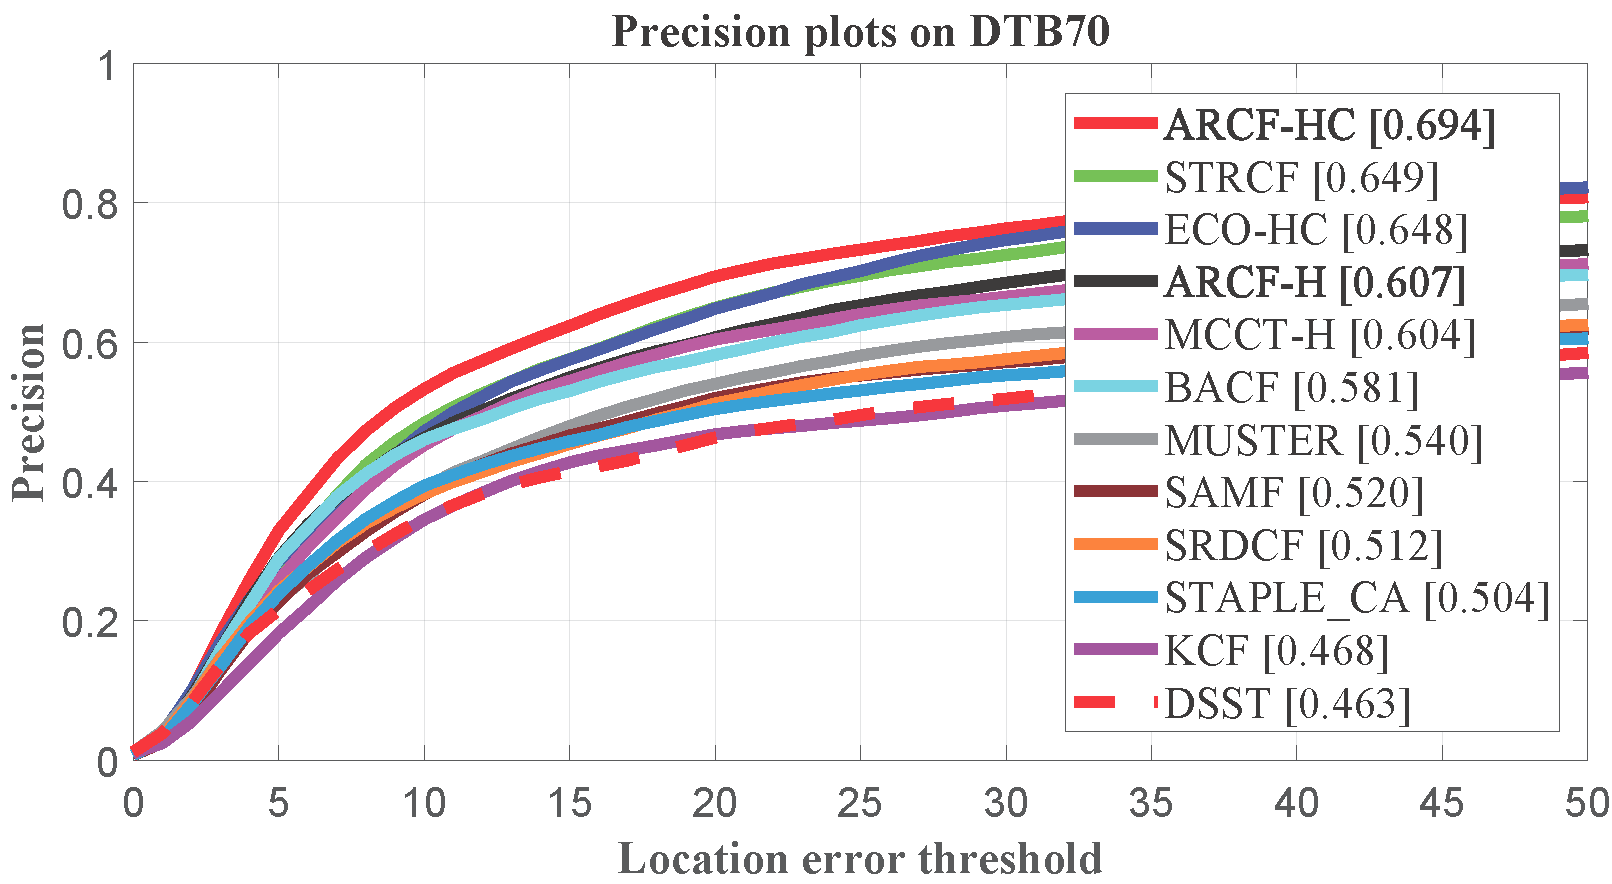 Precision plots on DTB70
Precision
1
0.8
0.6
0.4
0.2
0
ARCF-HC [0.694]
STRCF [0.649]
ECO-HC [0.648]
ARCF-H [0.607]
MCCT-H [0.604]
BACF [0.581]
MUSTER [0.540]
SAMF [0.520]
SRDCF [0.512]
STAPLE_CA [0.504]
KCF [0.468]
DSST [0.463]
0 5 10 15 20 25 30 35 40 45 50
Location error threshold